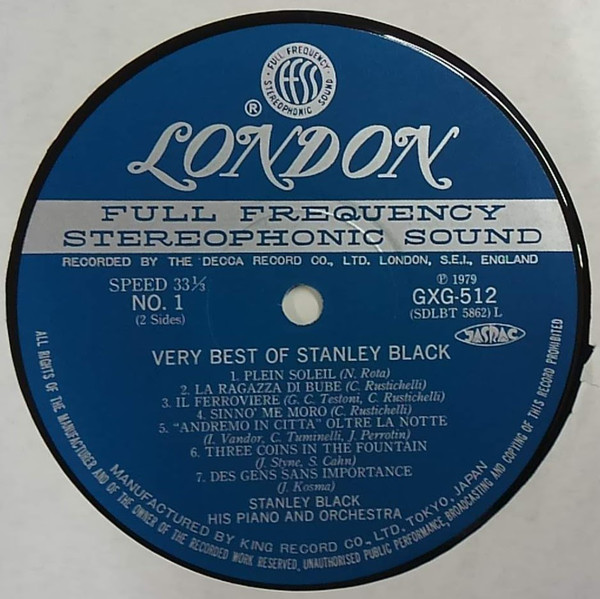 FULL FREQUENCY
ffss
STEREOPHONIC SOUND
®
LONDON
FULL FREQUENCY
STEREOPHONIC SOUND
RECORDED BY THE DECCA RECORD CO., LTD. LONDON, S.E.I., ENGLAND
SPEED 33⅓
NO. 1
(2 Sides)
℗ 1979
GXG-512
(SDLBT 5862) L
JASRAC
VERY BEST OF STANLEY BLACK
1. PLEIN SOLEIL (N. Rota)
2. LA RAGAZZA DI BUBE (C. Rustichelli)
3. IL FERROVIERE (G. C. Testoni, C. Rustichelli)
4. SINNO' ME MORO (C. Rustichelli)
5. "ANDREMO IN CITTA" OLTRE LA NOTTE
(I. Vandor, C. Tuminelli, J. Perrotin)
6. THREE COINS IN THE FOUNTAIN
(J. Styne, S. Cahn)
7. DES GENS SANS IMPORTANCE
(J. Kosma)
STANLEY BLACK
HIS PIANO AND ORCHESTRA
MANUFACTURED BY KING RECORD CO., LTD. TOKYO, JAPAN
ALL RIGHTS OF THE MANUFACTURER AND OF THE OWNER OF THE RECORDED WORK RESERVED. UNAUTHORISED PUBLIC PERFORMANCE, BROADCASTING AND COPYING OF THIS RECORD PROHIBITED